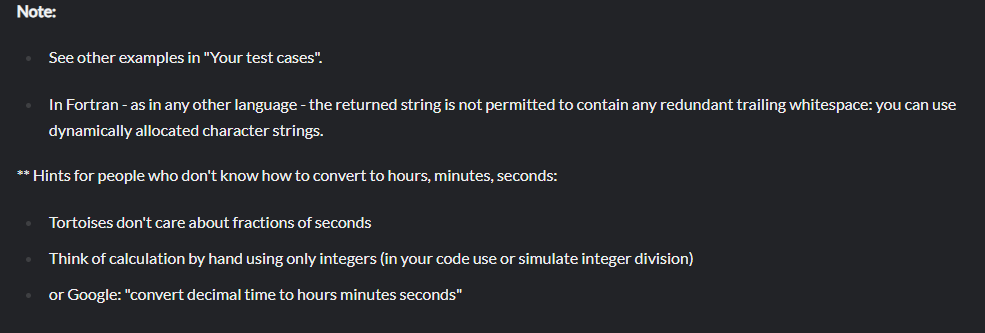 Note:
See other examples in "Your test cases".
In Fortran - as in any other language - the returned string is not permitted to contain any redundant trailing whitespace: you can use
dynamically allocated character strings.
** Hints for people who don't know how to convert to hours, minutes, seconds:
Tortoises don't care about fractions of seconds
Think of calculation by hand using only integers (in your code use or simulate integer division)
or Google: "convert decimal time to hours minutes seconds"